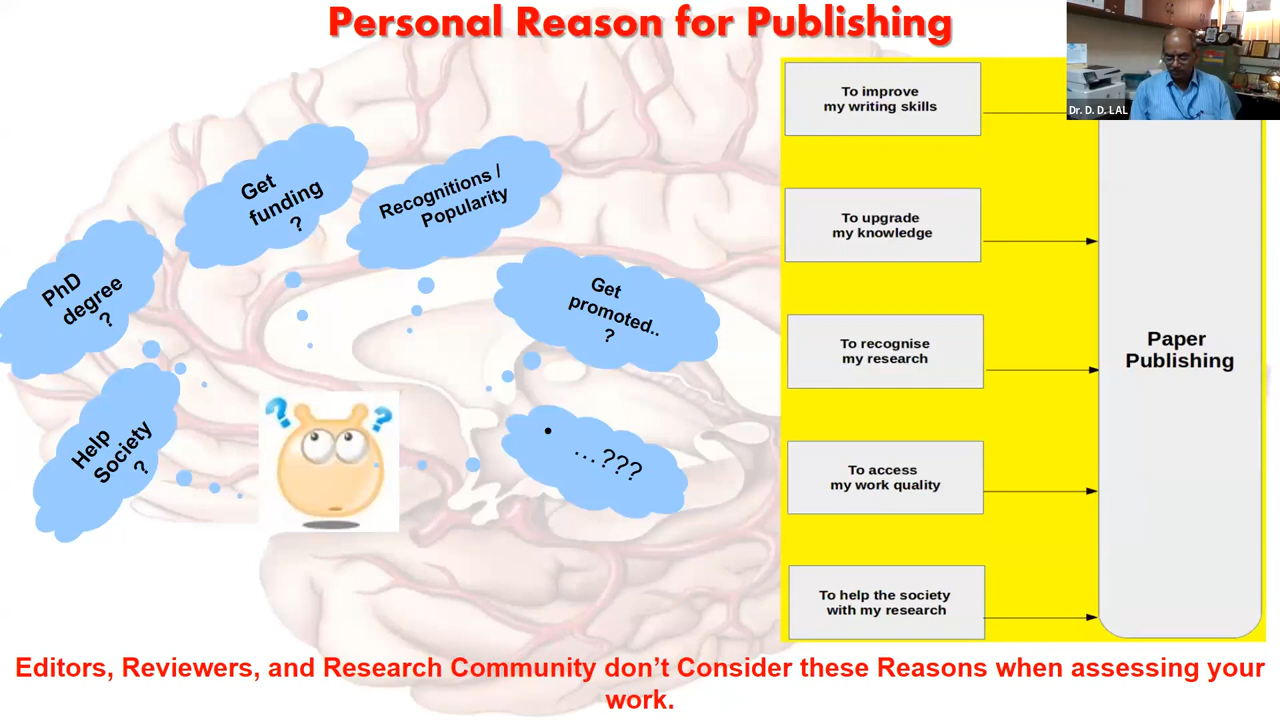 Personal Reason for Publishing
Dr. D. D. LAL
Get
funding
?
Recognitions /
Popularity
PhD
degree
?
Get
promoted..
?
Help
Society
?
• …???
? ?
To improve
my writing skills
To upgrade
my knowledge
To recognise
my research
To access
my work quality
To help the society
with my research
Paper
Publishing
Editors, Reviewers, and Research Community don’t Consider these Reasons when assessing your
work.